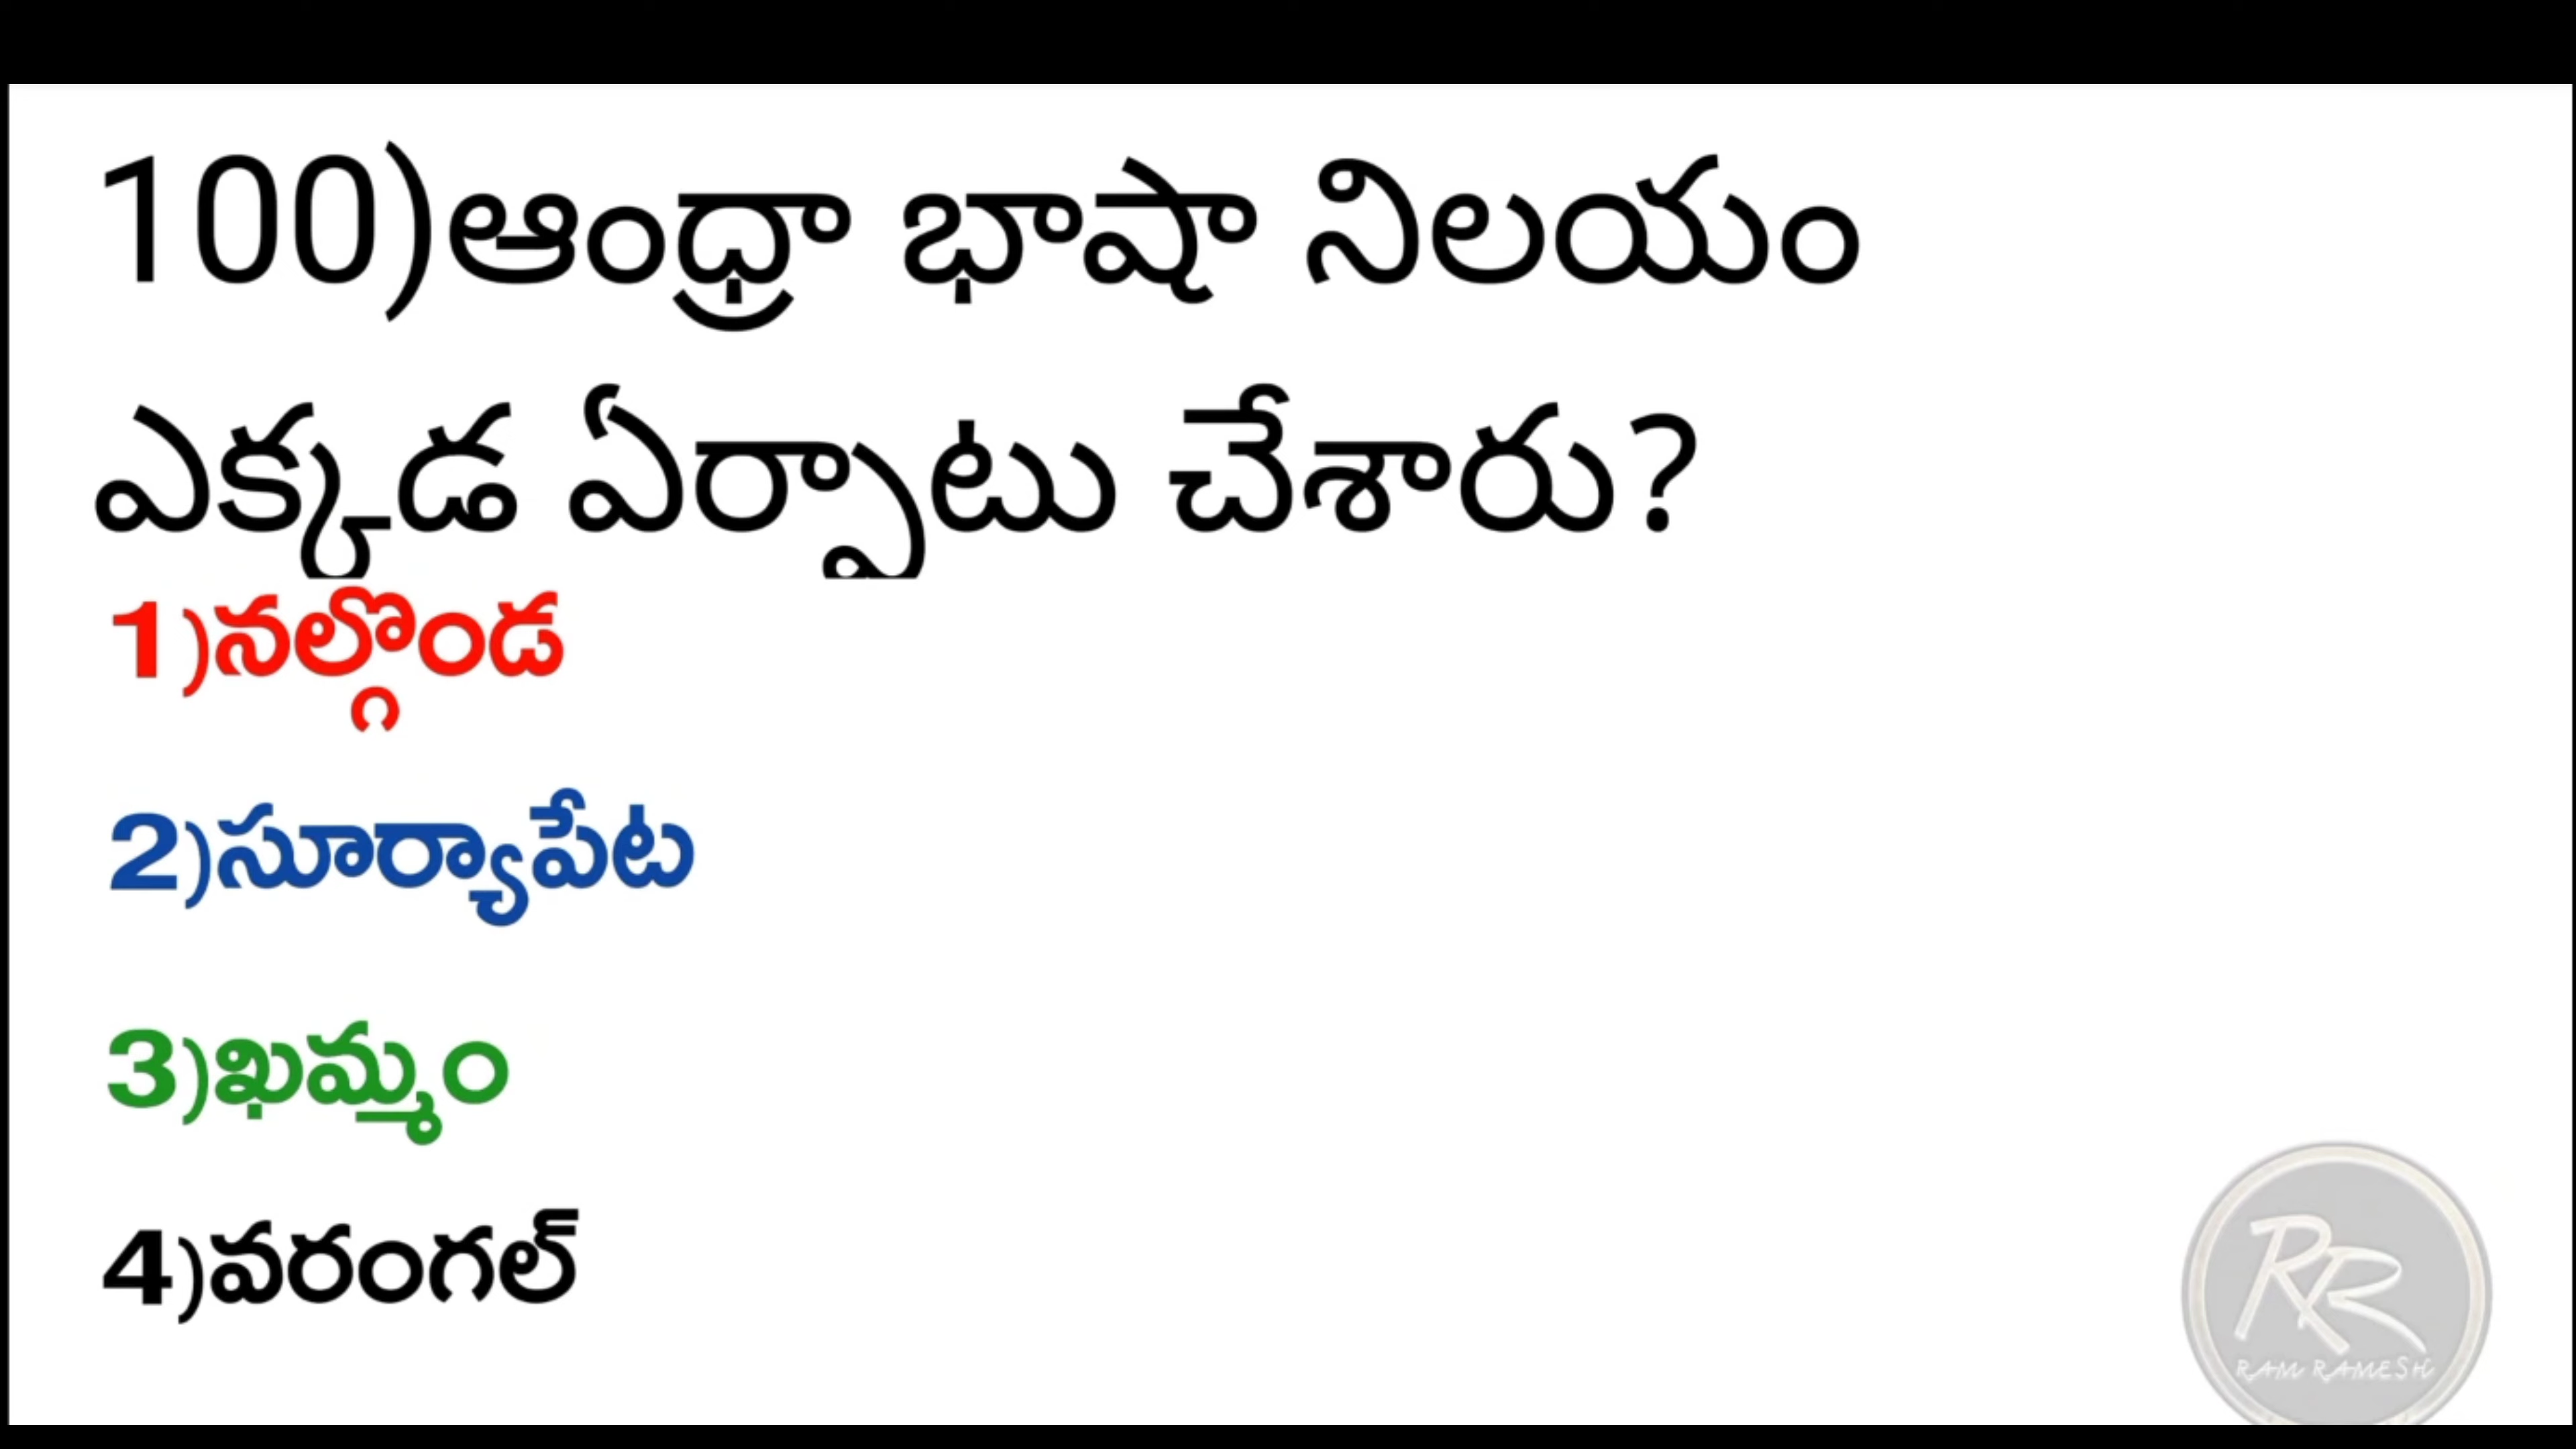 100)ఆంధ్రా భాషా నిలయం
ఎక్కడ ఏర్పాటు చేశారు?
1)నల్గొండ
2)సూర్యాపేట
3)ఖమ్మం
4)వరంగల్
RR
RAM RAMESH